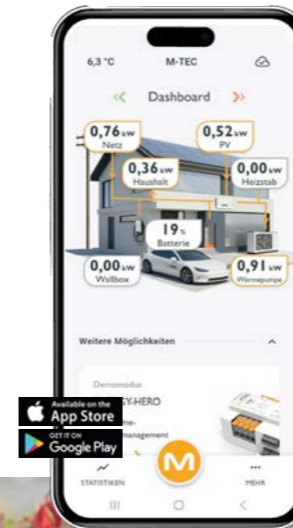 6,3 °C M-TEC
Dashboard
0,76 kW
Netz
0,52 kW
PV
0,36 kW
Haushalt
0,00 kW
Heizstab
19 %
Batterie
0,00 kW
Wallbox
0,91 kW
Wärmepumpe
Weitere Möglichkeiten
Demomodus
GY-HERO
management
Available on the
App Store
GET IT ON
Google Play
M
STATISTIKEN
MEHR